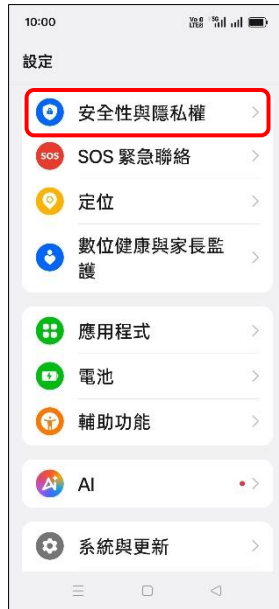 10:00
設定
安全性與隱私權
SOS SOS 緊急聯絡
定位
數位健康與家長監
護
應用程式
電池
輔助功能
AI AI
系統與更新